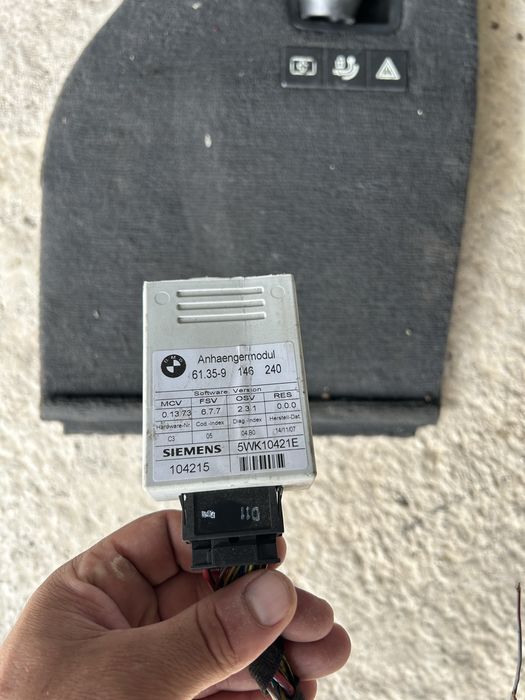 Anhaengermodul
61.35-9 146 240
Software Version
MCV FSV OSV RES
0.13.73 6.7.7 2.3.1 0.0.0
Hardware-Nr. Cod.-Index Diag.-Index Herstell-Dat.
C3 05 04.80 14/11/07
SIEMENS 5WK10421E
104215
D11